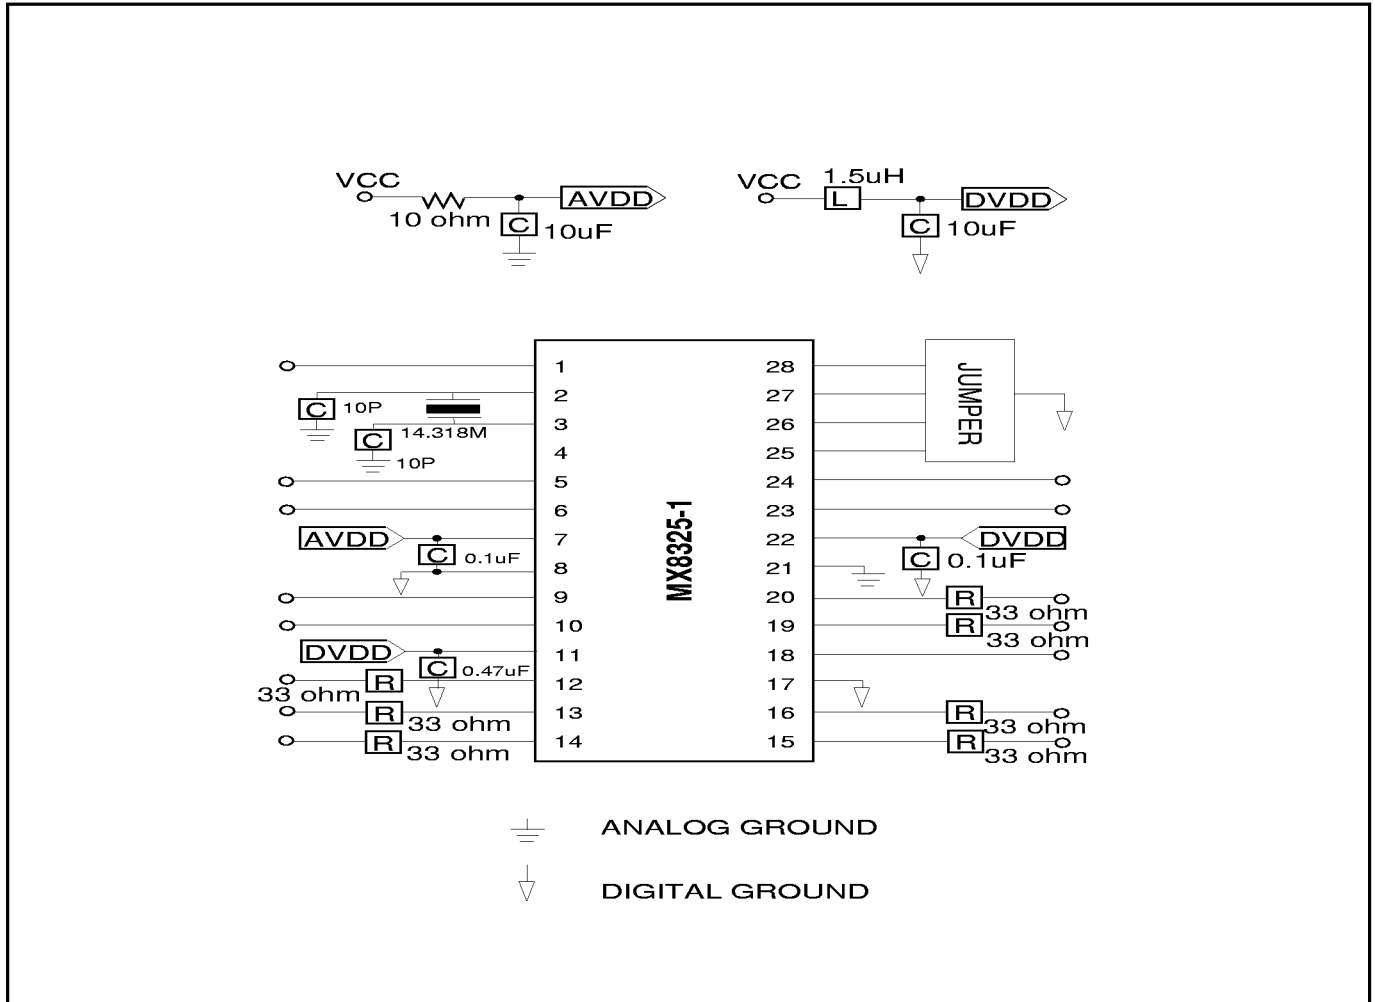 VCC
10 ohm
C
10uF
AVDD
VCC
1.5uH
L
C
10uF
DVDD
1
2
3
4
5
6
7
8
9
10
11
12
13
14
28
27
26
25
24
23
22
21
20
19
18
17
16
15
MX8325-1
JUMPER
C
10P
14.318M
C
10P
AVDD
C
0.1uF
DVDD
C
0.47uF
R
33 ohm
R
33 ohm
R
33 ohm
DVDD
C
0.1uF
R
33 ohm
R
33 ohm
R
33 ohm
R
33 ohm
ANALOG GROUND
DIGITAL GROUND